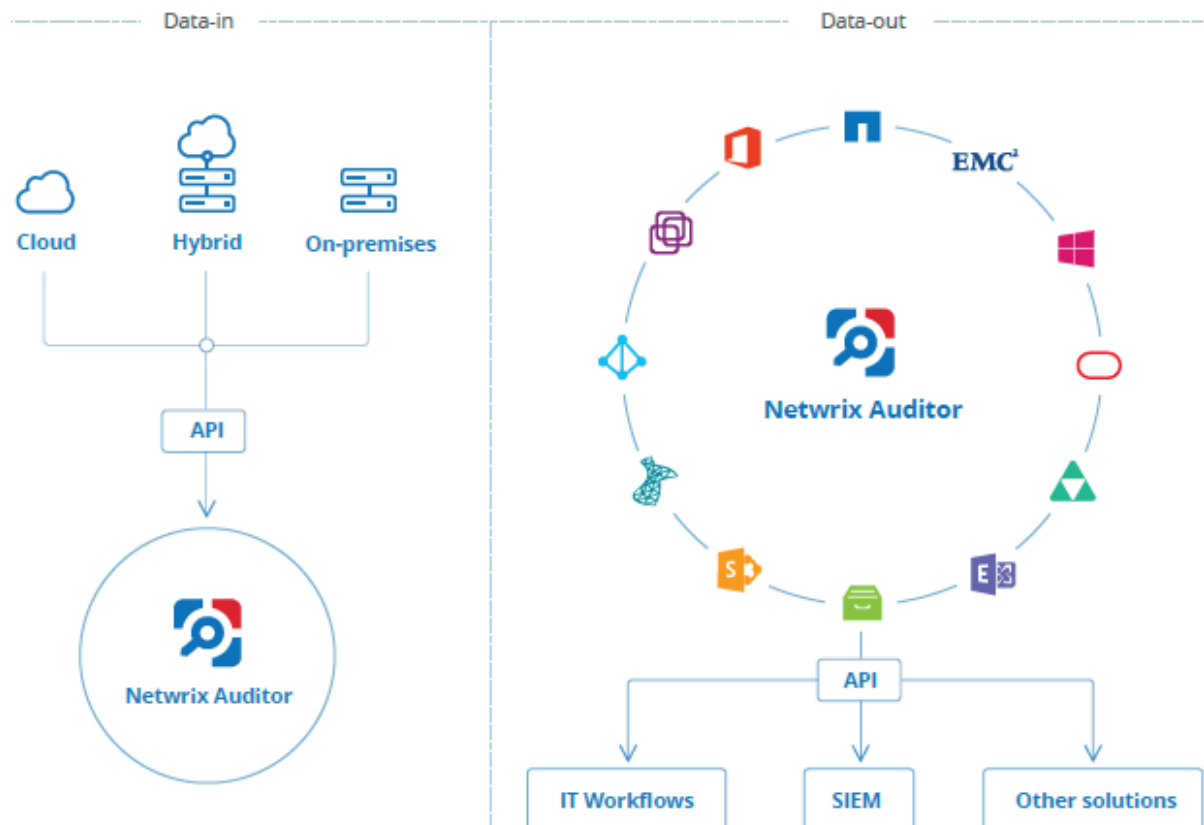 Data-in
Data-out
Cloud
Hybrid
On-premises
API
Netwrix Auditor
EMC²
Netwrix Auditor
S
E
API
IT Workflows
SIEM
Other solutions